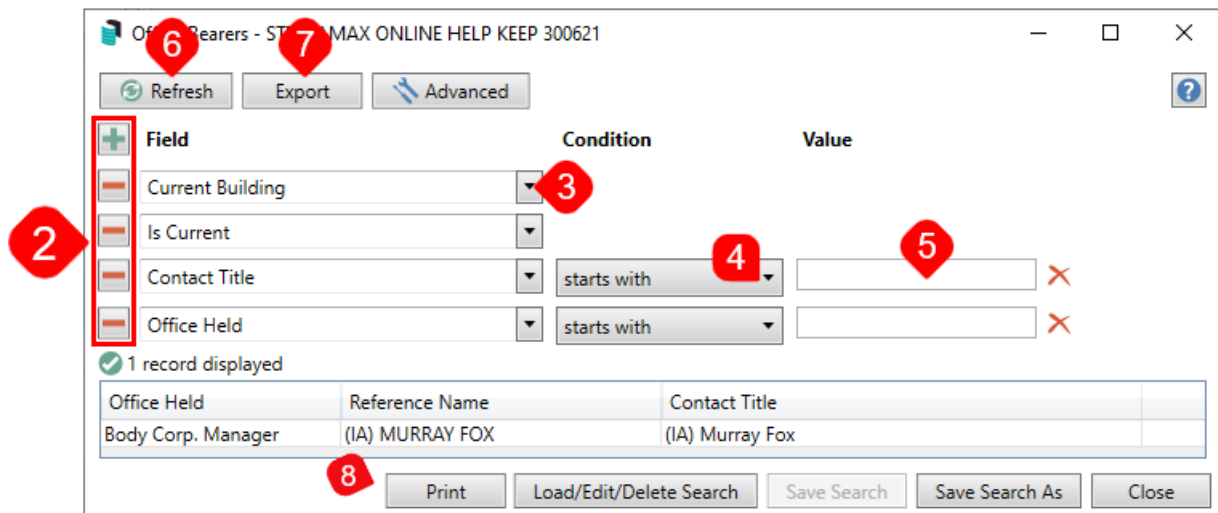 Office Bearers - STRATAMAX ONLINE HELP KEEP 300621
6
7
Refresh Export Advanced ?
Field Condition Value
Current Building 3
Is Current
2
4
5
Contact Title starts with
Office Held starts with
1 record displayed
Office Held Reference Name Contact Title
Body Corp. Manager (IA) MURRAY FOX (IA) Murray Fox
8
Print Load/Edit/Delete Search Save Search Save Search As Close